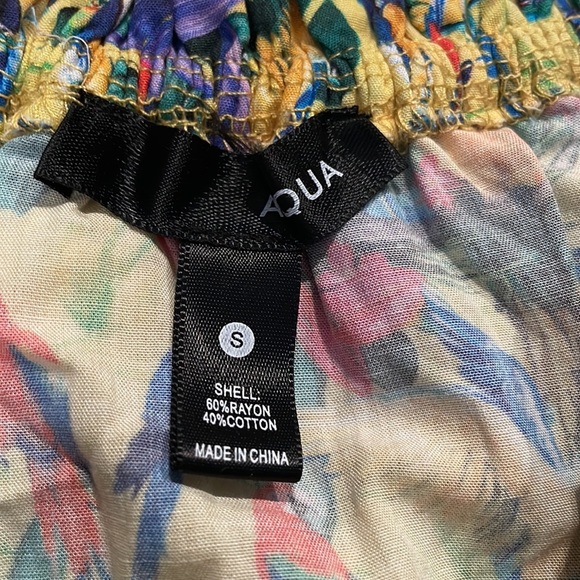 AQUA
S
SHELL:
60%RAYON
40%COTTON
MADE IN CHINA